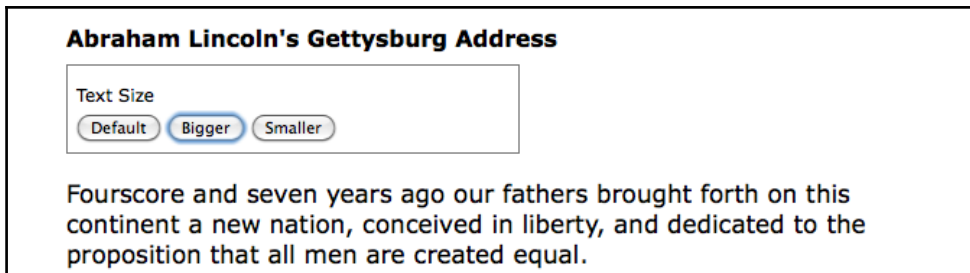 Abraham Lincoln's Gettysburg Address
Text Size
Default Bigger Smaller
Fourscore and seven years ago our fathers brought forth on this
continent a new nation, conceived in liberty, and dedicated to the
proposition that all men are created equal.